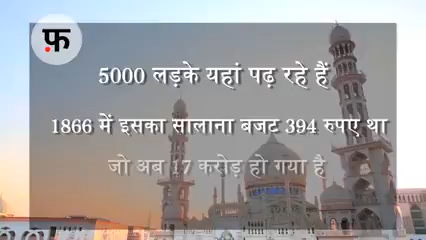 फ़
5000 लड़के यहां पढ़ रहे हैं
1866 में इसका सालाना बजट 394 रुपए था
जो अब 17 करोड़ हो गया है